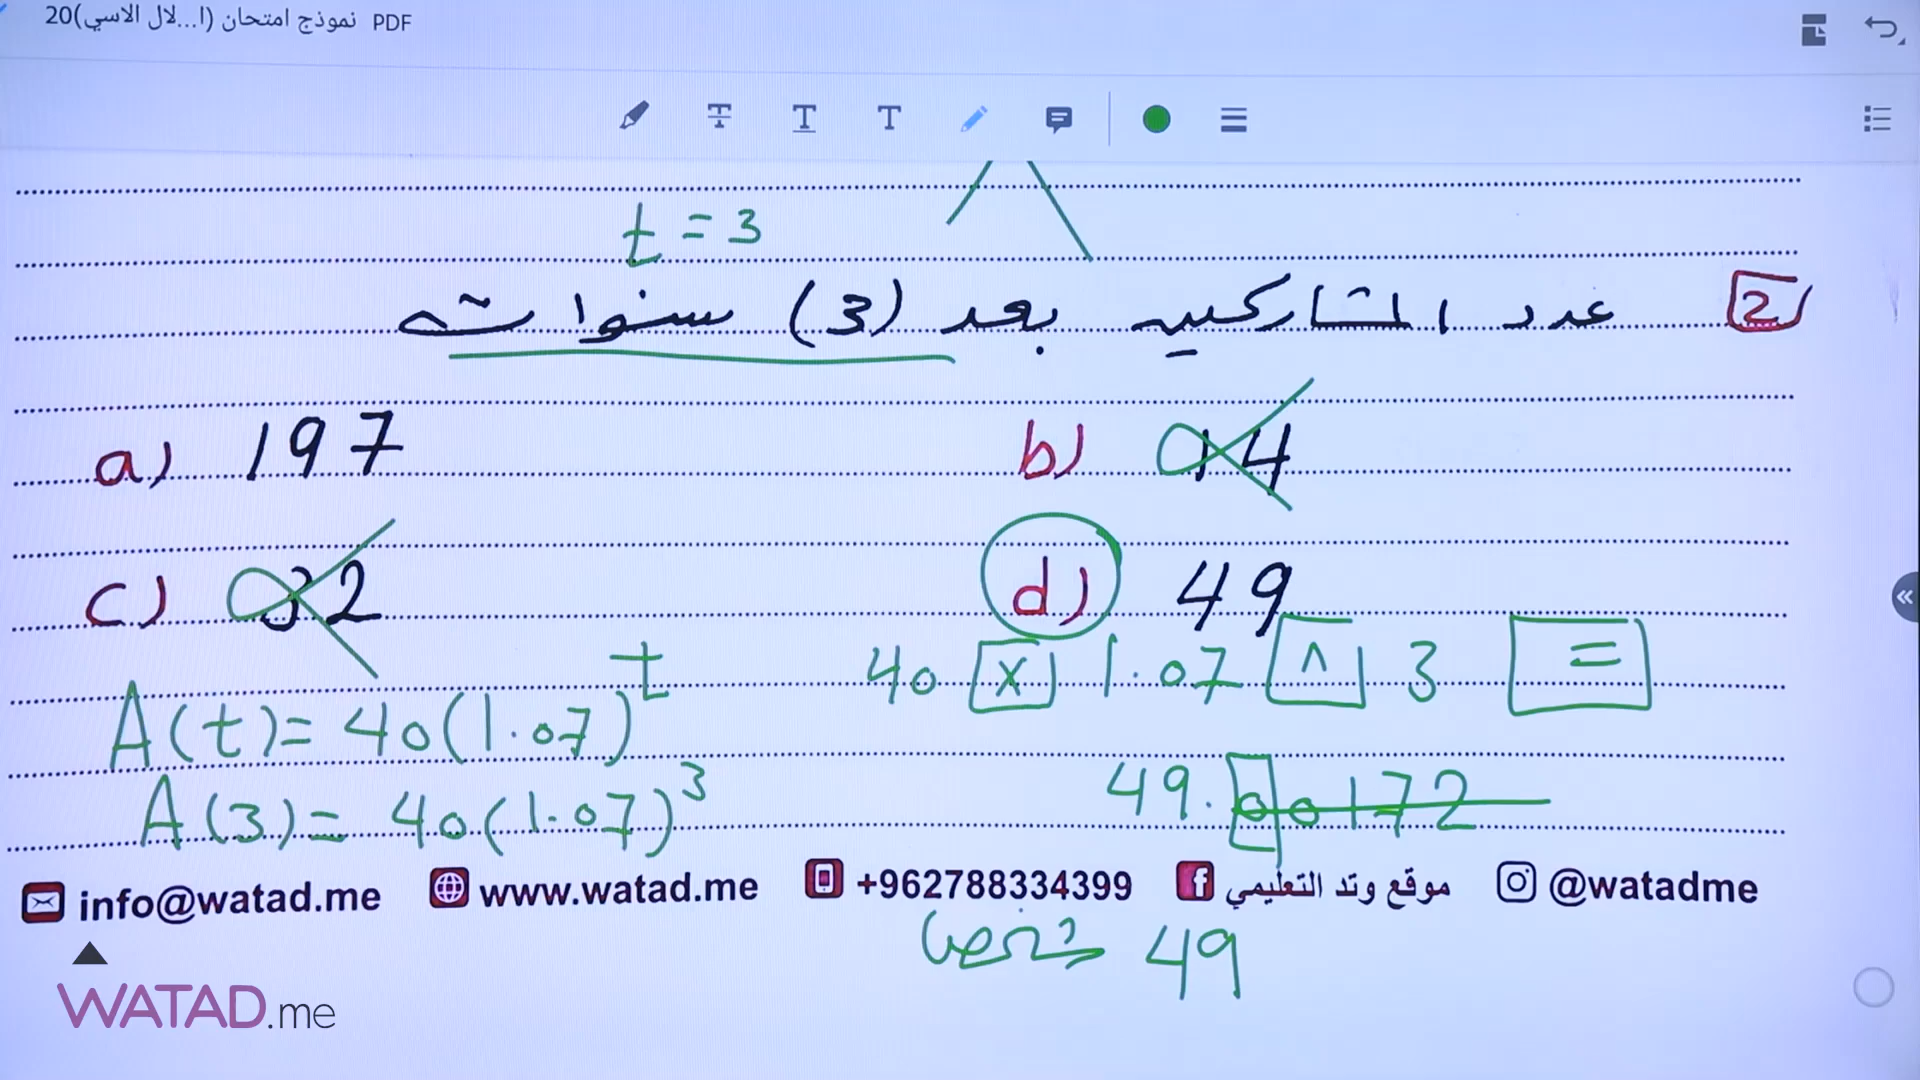 نموذج امتحان (ا...لال الاسي)20 PDF
t = 3
2 عدد المشاركين بعد (3) سنوات
a) 197
b) 14
c) 32
d) 49
40 × 1.07 ^ 3 =
A(t) = 40(1.07)^t
49.00172
A(3) = 40(1.07)^3
info@watad.me www.watad.me +962788334399 موقع وتد التعليمي @watadme
49 شخصا
WATAD.me